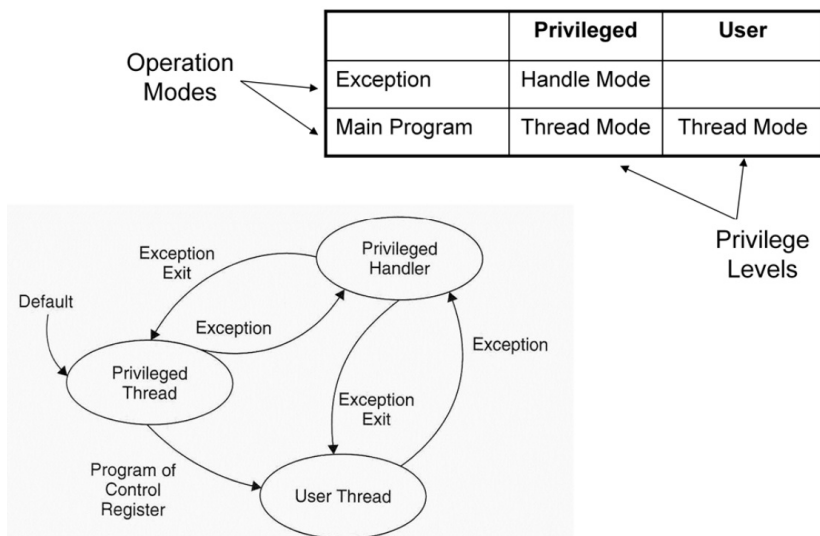 Privileged User
Operation
Modes
Exception Handle Mode
Main Program Thread Mode Thread Mode
Privilege
Levels
Privileged
Handler
Exception
Exit
Default
Exception
Exception
Privileged
Thread
Exception
Exit
Program of
Control
Register
User Thread